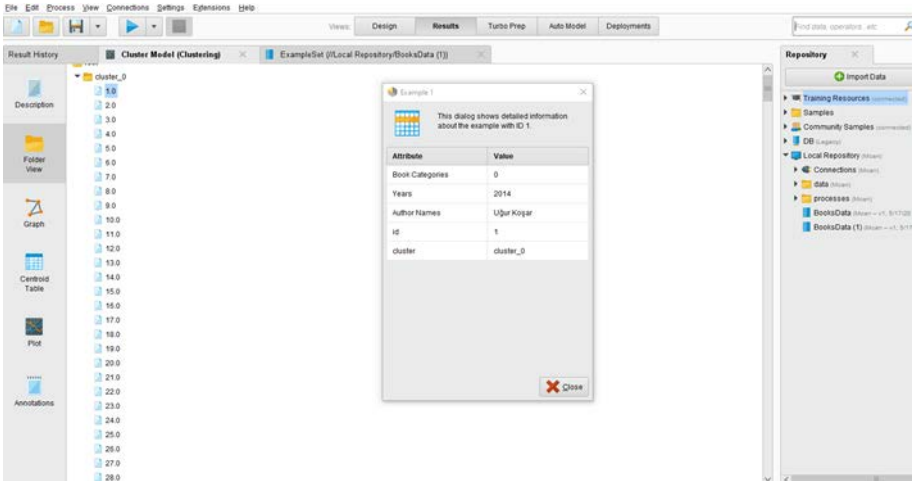 File Edit Process View Connections Settings Extensions Help
Views: Design Results Turbo Prep Auto Model Deployments
Find data, operators...etc
Result History
Cluster Model (Clustering)
ExampleSet (//Local Repository/BooksData (1))
Repository
Import Data
Description
Folder
View
Graph
Centroid
Table
Plot
Annotations
cluster_0
1.0
2.0
3.0
4.0
5.0
6.0
7.0
8.0
9.0
10.0
11.0
12.0
13.0
14.0
15.0
16.0
17.0
18.0
19.0
20.0
21.0
22.0
23.0
24.0
25.0
26.0
27.0
28.0
Example 1
This dialog shows detailed information
about the example with ID 1.
Attribute Value
Book Categories 0
Years 2014
Author Names Uğur Koşar
id 1
cluster cluster_0
Close
Training Resources (connected)
Samples
Community Samples (connected)
DB (Legacy)
Local Repository
Connections
data
processes
BooksData
BooksData (1)